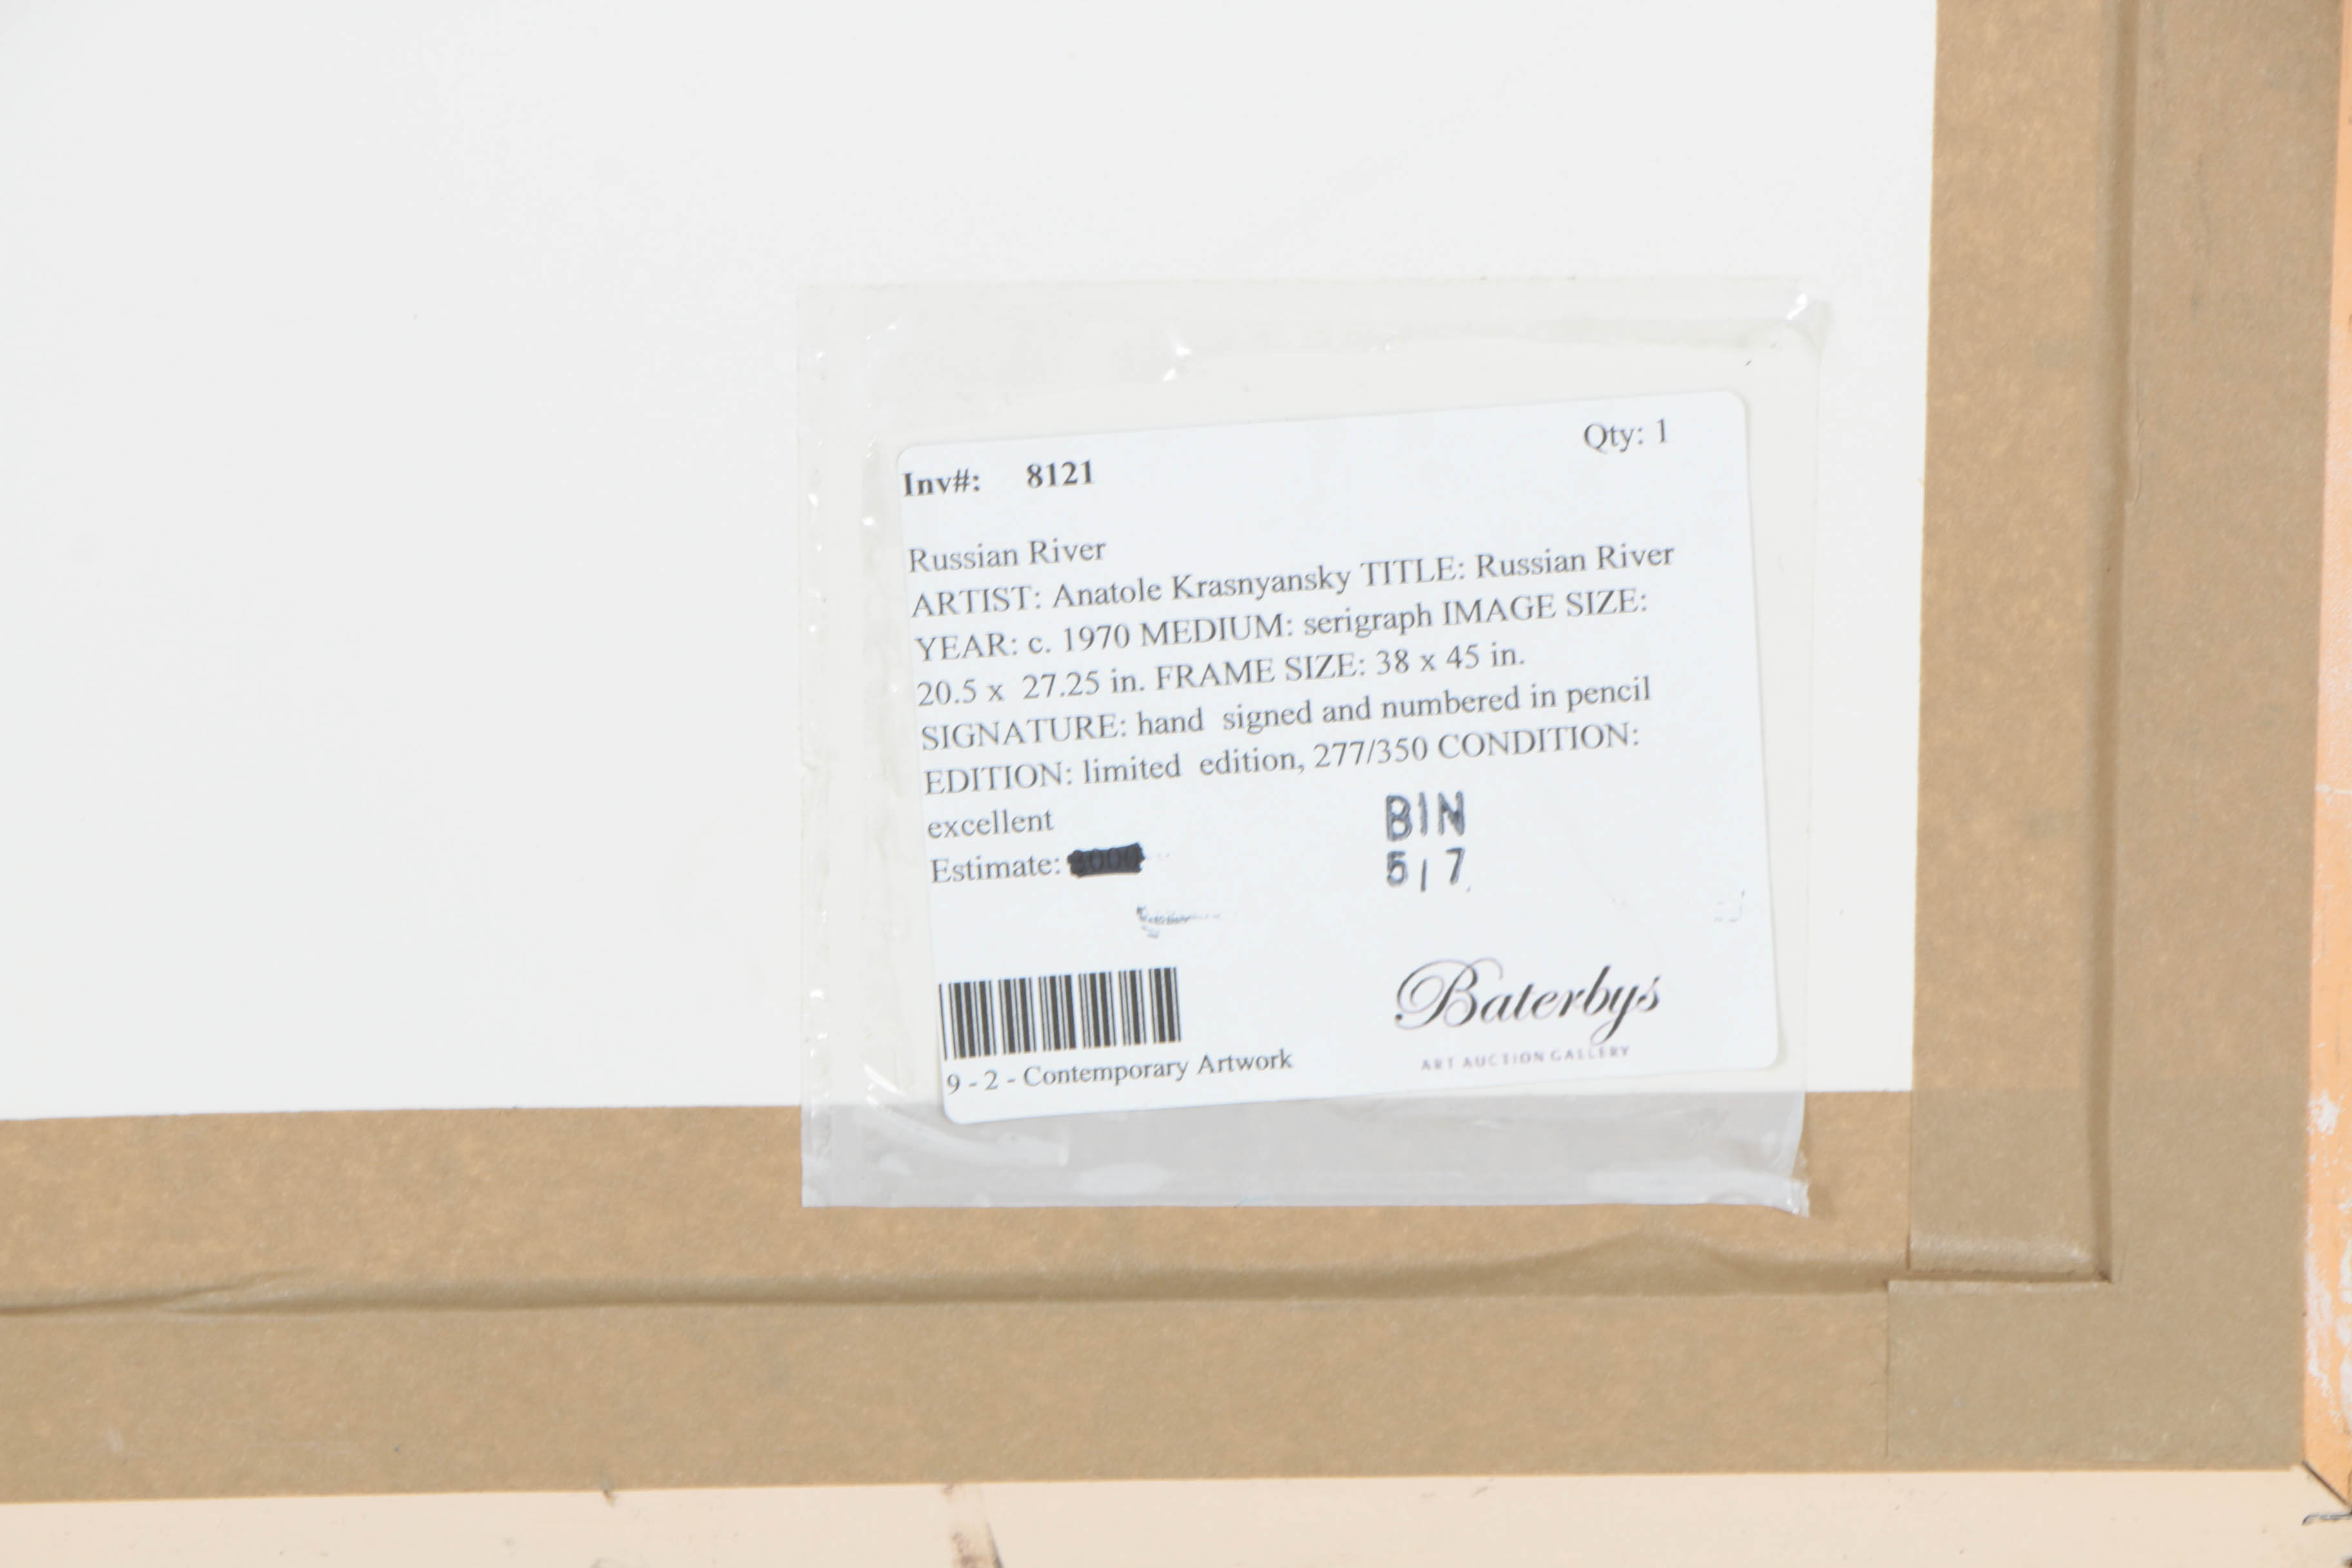 Qty: 1
Inv#: 8121
Russian River
ARTIST: Anatole Krasnyansky TITLE: Russian River
YEAR: c. 1970 MEDIUM: serigraph IMAGE SIZE:
20.5 x 27.25 in. FRAME SIZE: 38 x 45 in.
SIGNATURE: hand signed and numbered in pencil
EDITION: limited edition, 277/350 CONDITION:
excellent
Estimate:
BIN
517
9 - 2 - Contemporary Artwork
Baterbys
ART AUCTION GALLERY